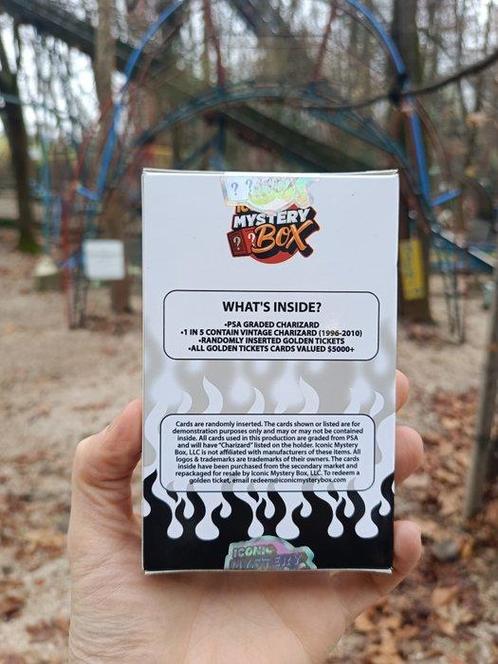 ICONIC
MYSTERY
BOX
WHAT'S INSIDE?
•PSA GRADED CHARIZARD
•1 IN 5 CONTAIN VINTAGE CHARIZARD (1996-2010)
•RANDOMLY INSERTED GOLDEN TICKETS
•ALL GOLDEN TICKETS CARDS VALUED $5000+
Cards are randomly inserted. The cards shown or listed are for
demonstration purposes only and may or may not be contained
inside. All cards used in this production are graded from PSA
and will have "Charizard" listed on the holder. Iconic Mystery
Box, LLC is not affiliated with manufacturers of these items. All
logos & trademarks are trademarks of their owners. The cards
inside have been purchased from the secondary market and
repackaged for resale by Iconic Mystery Box, LLC. To redeem a
golden ticket, email redeem@iconicmysterybox.com
ICONIC
MYSTERY